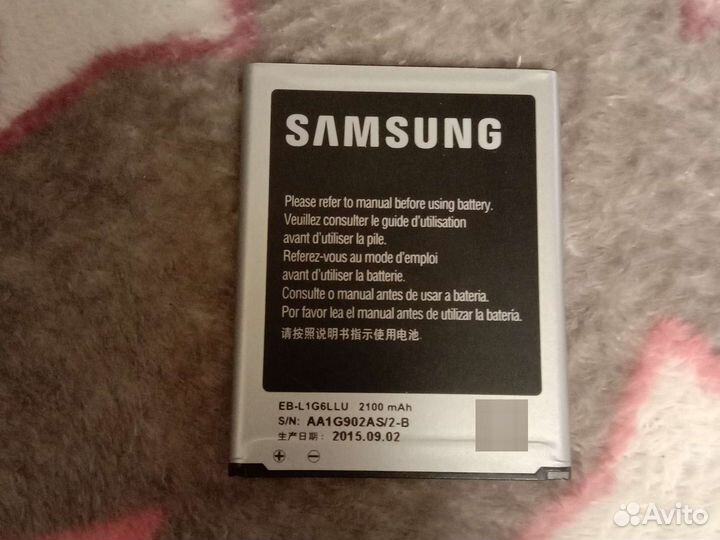 SAMSUNG
Please refer to manual before using battery.
Veuillez consulter le guide d'utilisation
avant d'utiliser la pile.
Referez-vous au mode d'emploi
avant d'utiliser la batterie.
Consulte o manual antes de usar a bateria.
Por favor lea el manual antes de utilizar la batería.
请按照说明书指示使用电池.
EB-L1G6LLU 2100 mAh
S/N: AA1G902AS/2-B
生产日期: 2015.09.02
+ −
Avito